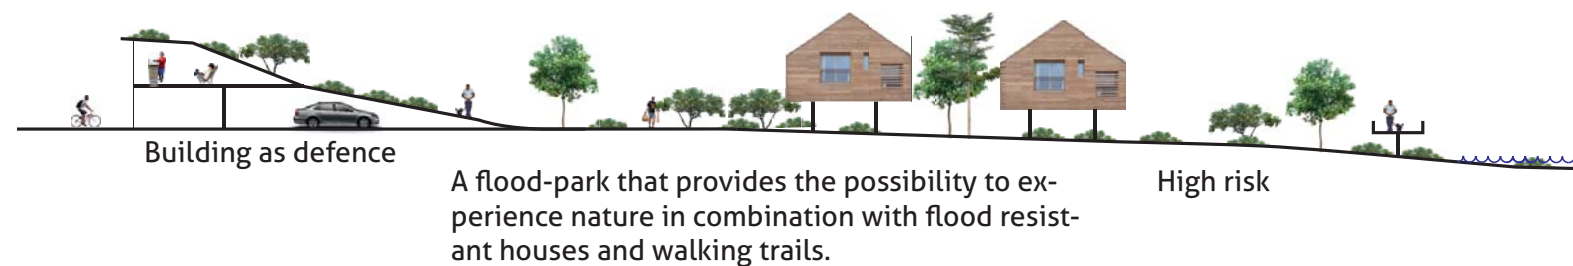 Building as defence
A flood-park that provides the possibility to ex-
perience nature in combination with flood resist-
ant houses and walking trails.
High risk